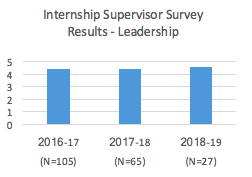 Internship Supervisor Survey
Results - Leadership
5
4
3
2
1
0
2016-17 2017-18 2018-19
(N=105) (N=65) (N=27)